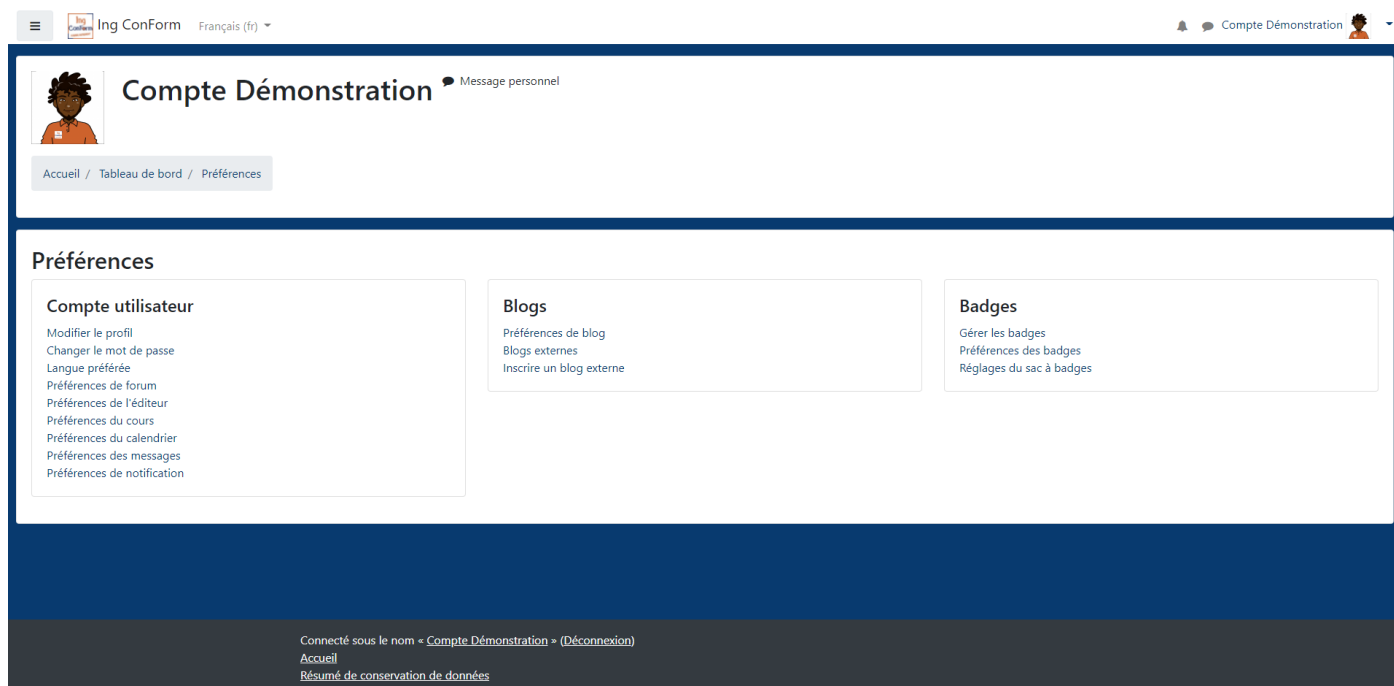 Ing ConForm
Français (fr)
Compte Démonstration
Compte Démonstration
Message personnel
Accueil / Tableau de bord / Préférences
Préférences
Compte utilisateur
Modifier le profil
Changer le mot de passe
Langue préférée
Préférences de forum
Préférences de l'éditeur
Préférences du cours
Préférences du calendrier
Préférences des messages
Préférences de notification
Blogs
Préférences de blog
Blogs externes
Inscrire un blog externe
Badges
Gérer les badges
Préférences des badges
Réglages du sac à badges
Connecté sous le nom « Compte Démonstration » (Déconnexion)
Accueil
Résumé de conservation de données